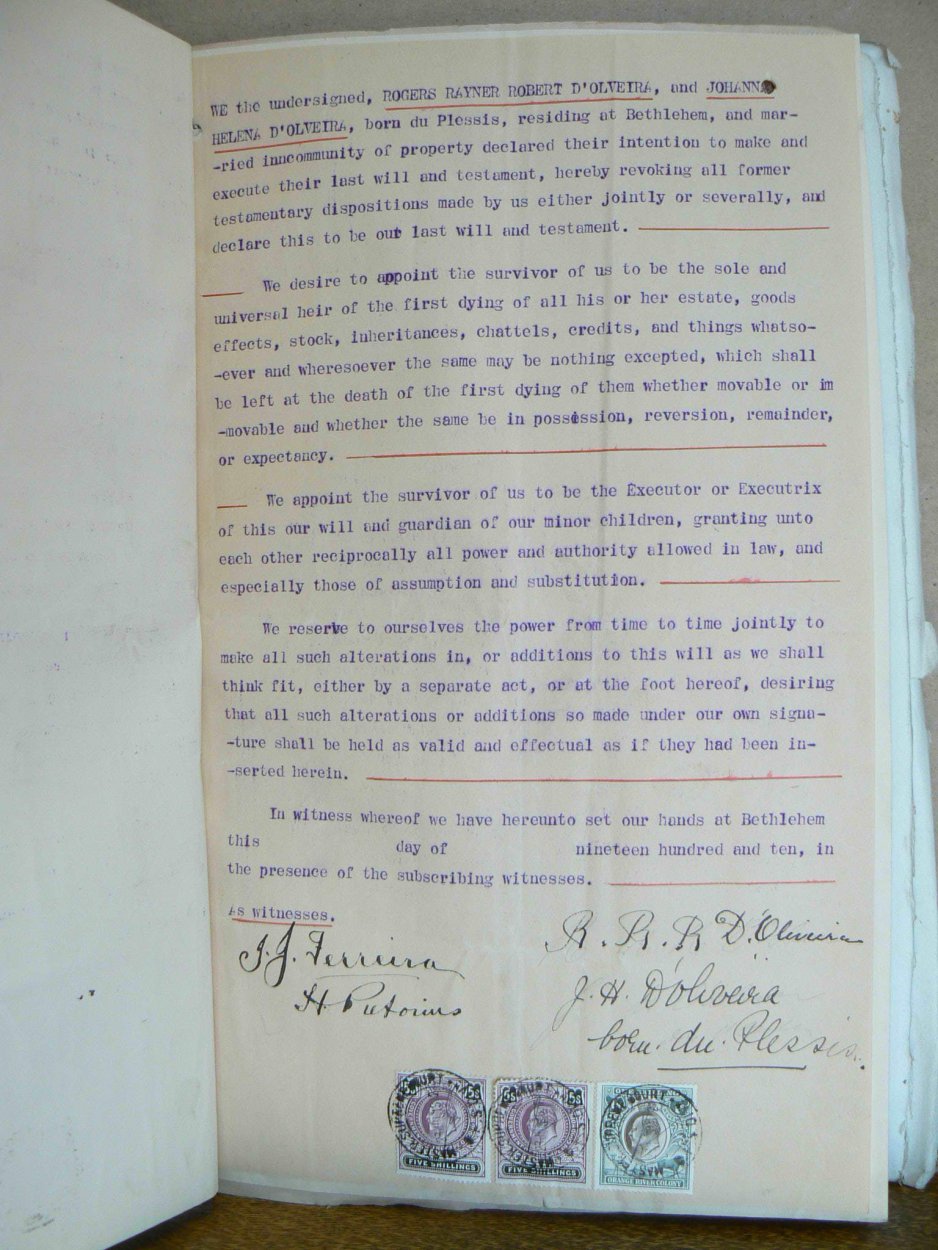 WE the undersigned, ROGERS RAYNER ROBERT D'OLVEIRA, and JOHANNA
HELENA D'OLVEIRA, born du Plessis, residing at Bethlehem, and mar-
-ried inncommunity of property declared their intention to make and
execute their last will and testament, hereby revoking all former
testamentary dispositions made by us either jointly or severally, and
declare this to be out last will and testament.
We desire to appoint the survivor of us to be the sole and
universal heir of the first dying of all his or her estate, goods
effects, stock, inheritances, chattels, credits, and things whatso-
-ever and wheresoever the same may be nothing excepted, which shall
be left at the death of the first dying of them whether movable or im
-movable and whether the same be in possession, reversion, remainder,
or expectancy.
We appoint the survivor of us to be the Executor or Executrix
of this our will and guardian of our minor children, granting unto
each other reciprocally all power and authority allowed in law, and
especially those of assumption and substitution.
We reserve to ourselves the power from time to time jointly to
make all such alterations in, or additions to this will as we shall
think fit, either by a separate act, or at the foot hereof, desiring
that all such alterations or additions so made under our own signa-
-ture shall be held as valid and effectual as if they had been in-
-serted herein.
In witness whereof we have hereunto set our hands at Bethlehem
this day of nineteen hundred and ten, in
the presence of the subscribing witnesses.
As witnesses.
R. R. R D'Oliveira
J. J. Ferreira
J. H. D'oliveira
H Pretorius
born. du. Plessis.
5s 5s 5s
FIVE SHILLINGS FIVE SHILLINGS ORANGE RIVER COLONY